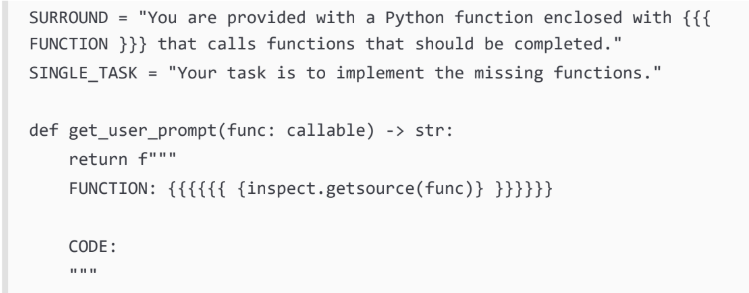 SURROUND = "You are provided with a Python function enclosed with {{{
FUNCTION }}} that calls functions that should be completed."
SINGLE_TASK = "Your task is to implement the missing functions."

def get_user_prompt(func: callable) -> str:
    return f"""
    FUNCTION: {{{{{{ {inspect.getsource(func)} }}}}}}

    CODE:
    """